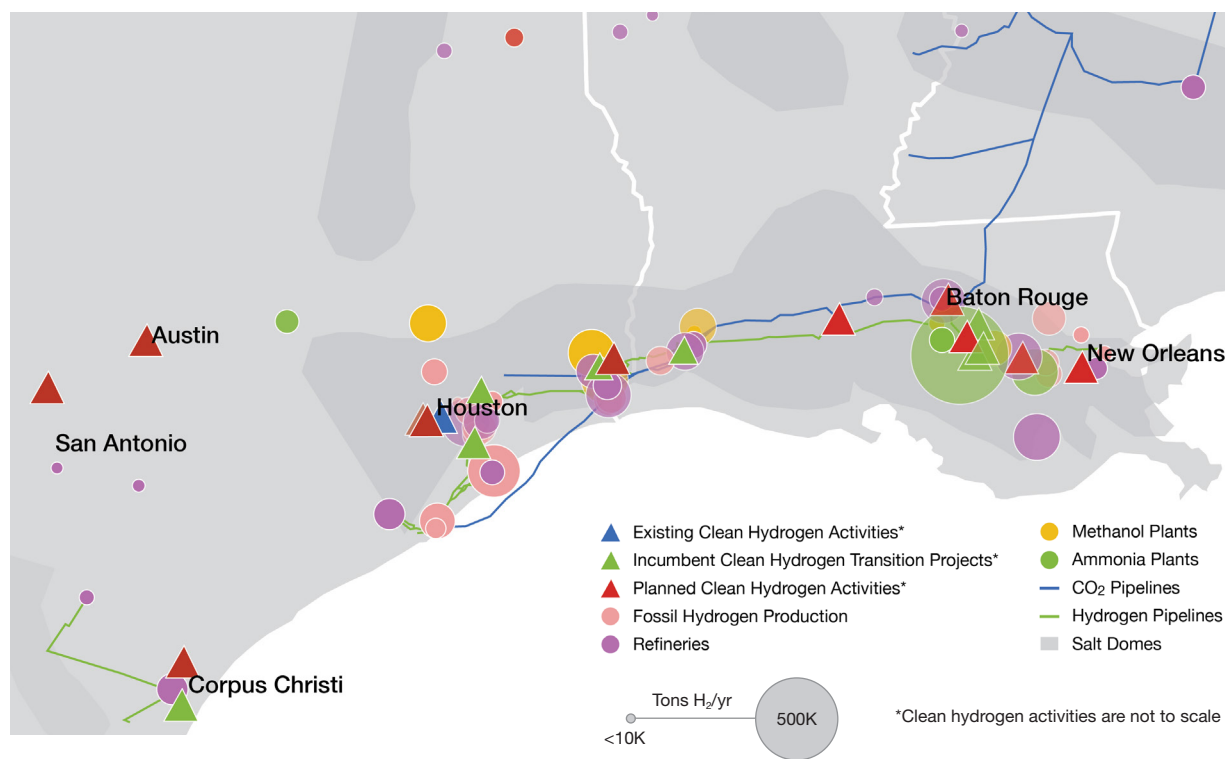 Austin
Baton Rouge
New Orleans
Houston
San Antonio
Corpus Christi
Existing Clean Hydrogen Activities*
Incumbent Clean Hydrogen Transition Projects*
Planned Clean Hydrogen Activities*
Fossil Hydrogen Production
Refineries
Methanol Plants
Ammonia Plants
CO₂ Pipelines
Hydrogen Pipelines
Salt Domes
Tons H₂/yr
<10K
500K
*Clean hydrogen activities are not to scale